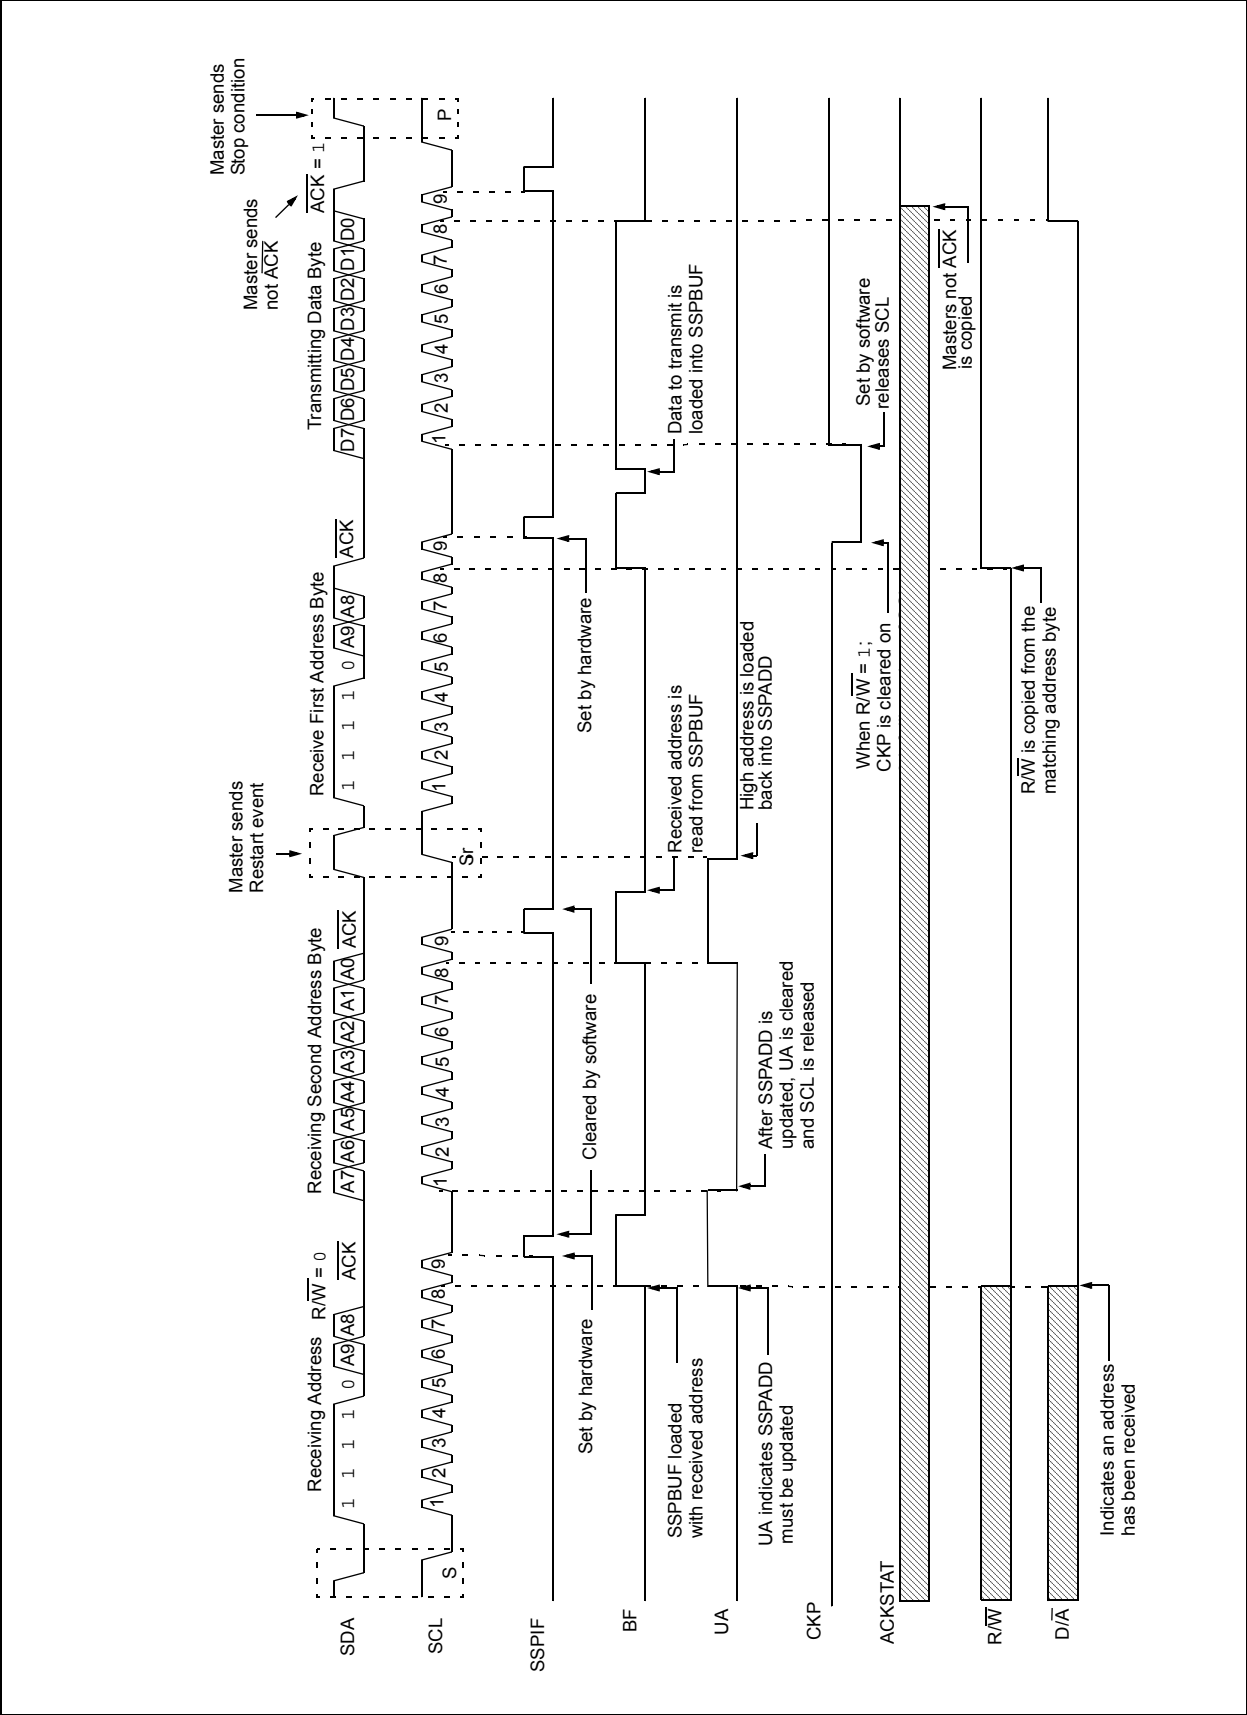 Master sends
Stop condition
Master sends
not ACK
Master sends
Restart event
Receiving Address R/W = 0
Receiving Second Address Byte
Receive First Address Byte
Transmitting Data Byte
ACK = 1
SDA
1 1 1 1 0 A9 A8 ACK
A7 A6 A5 A4 A3 A2 A1 A0 ACK
1 1 1 1 0 A9 A8 ACK
D7 D6 D5 D4 D3 D2 D1 D0
SCL
S
1 2 3 4 5 6 7 8 9
1 2 3 4 5 6 7 8 9
Sr
1 2 3 4 5 6 7 8 9
1 2 3 4 5 6 7 8 9
P
SSPIF
Set by hardware
Cleared by software
Set by hardware
BF
SSPBUF loaded
with received address
Received address is
read from SSPBUF
Data to transmit is
loaded into SSPBUF
UA
UA indicates SSPADD
must be updated
After SSPADD is
updated, UA is cleared
and SCL is released
High address is loaded
back into SSPADD
CKP
When R/W = 1;
CKP is cleared on
Set by software
releases SCL
ACKSTAT
Masters not ACK
is copied
R/W
R/W is copied from the
matching address byte
D/A
Indicates an address
has been received